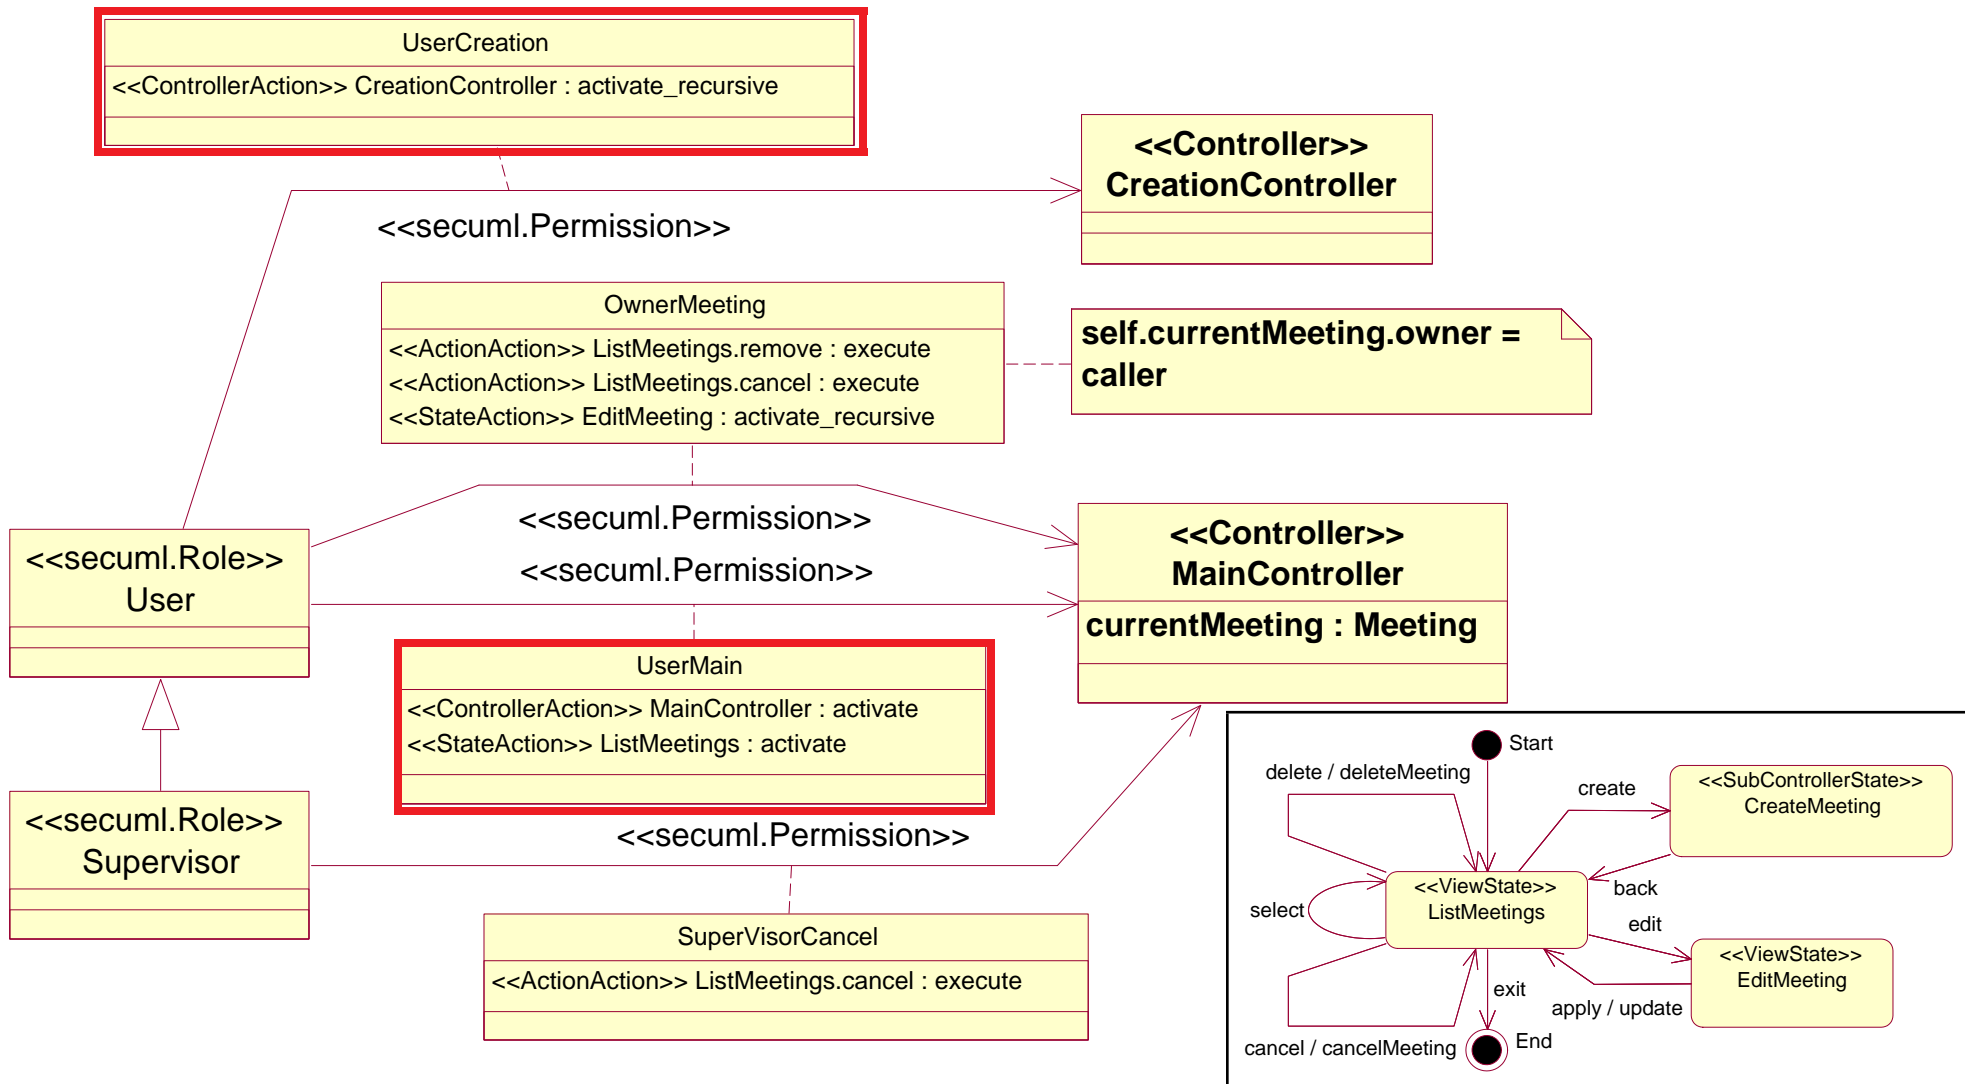 UserCreation
<<ControllerAction>> CreationController : activate_recursive
<<Controller>>
CreationController
<<secuml.Permission>>
OwnerMeeting
<<ActionAction>> ListMeetings.remove : execute
<<ActionAction>> ListMeetings.cancel : execute
<<StateAction>> EditMeeting : activate_recursive
self.currentMeeting.owner =
caller
<<secuml.Permission>>
<<secuml.Permission>>
<<secuml.Role>>
User
<<Controller>>
MainController
currentMeeting : Meeting
UserMain
<<ControllerAction>> MainController : activate
<<StateAction>> ListMeetings : activate
<<secuml.Role>>
Supervisor
<<secuml.Permission>>
SuperVisorCancel
<<ActionAction>> ListMeetings.cancel : execute
Start
delete / deleteMeeting
create
<<SubControllerState>>
CreateMeeting
<<ViewState>>
ListMeetings
back
select
edit
<<ViewState>>
EditMeeting
exit
apply / update
cancel / cancelMeeting
End